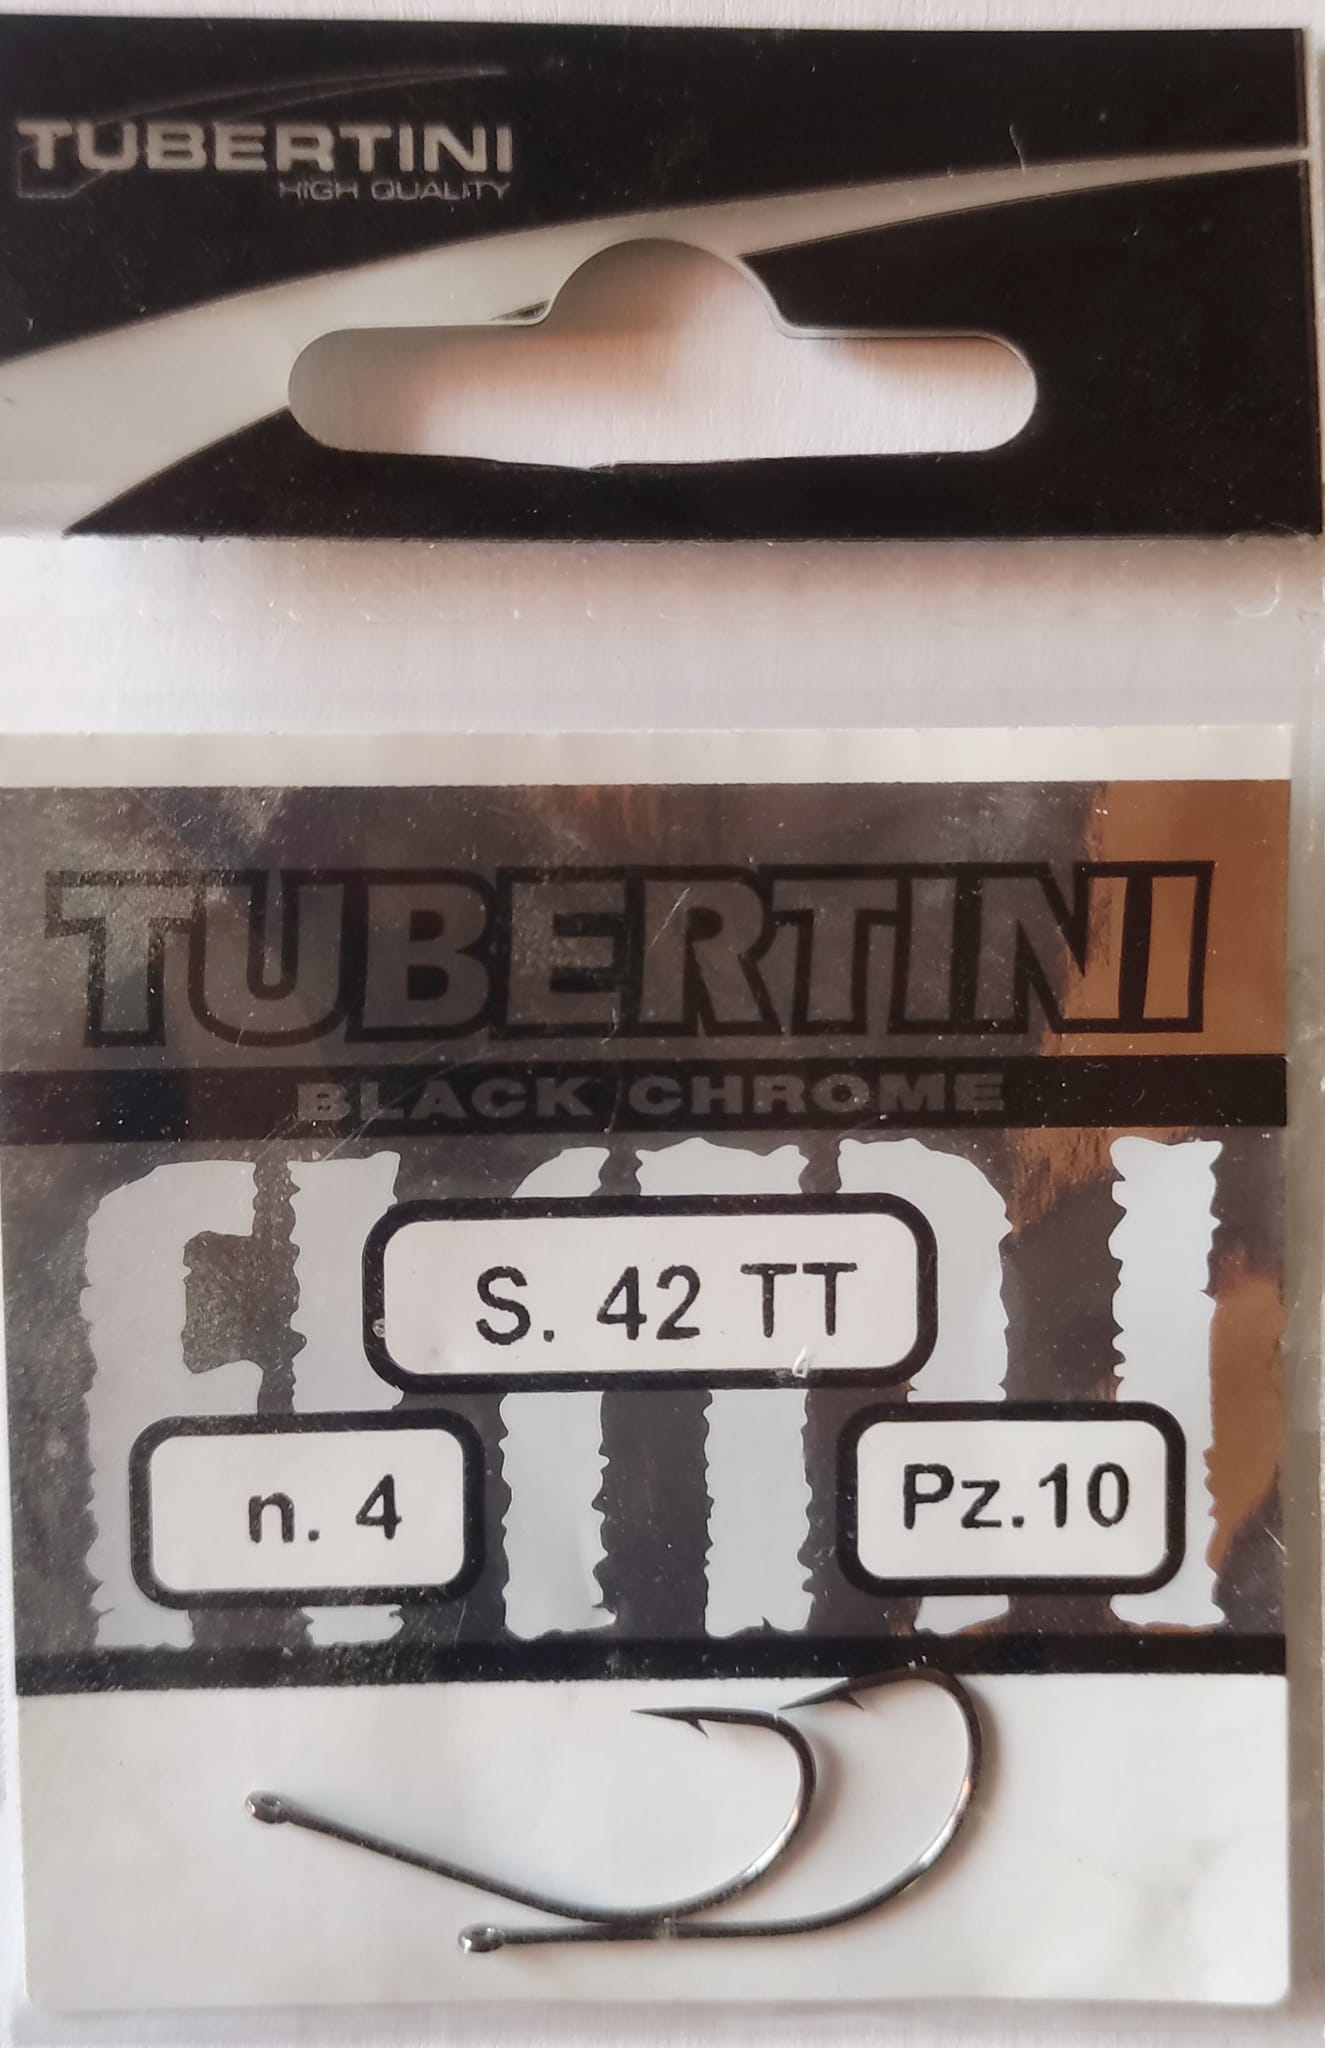 TUBERTINI
HIGH QUALITY
TUBERTINI
BLACK CHROME
S. 42 TT
n. 4
Pz.10